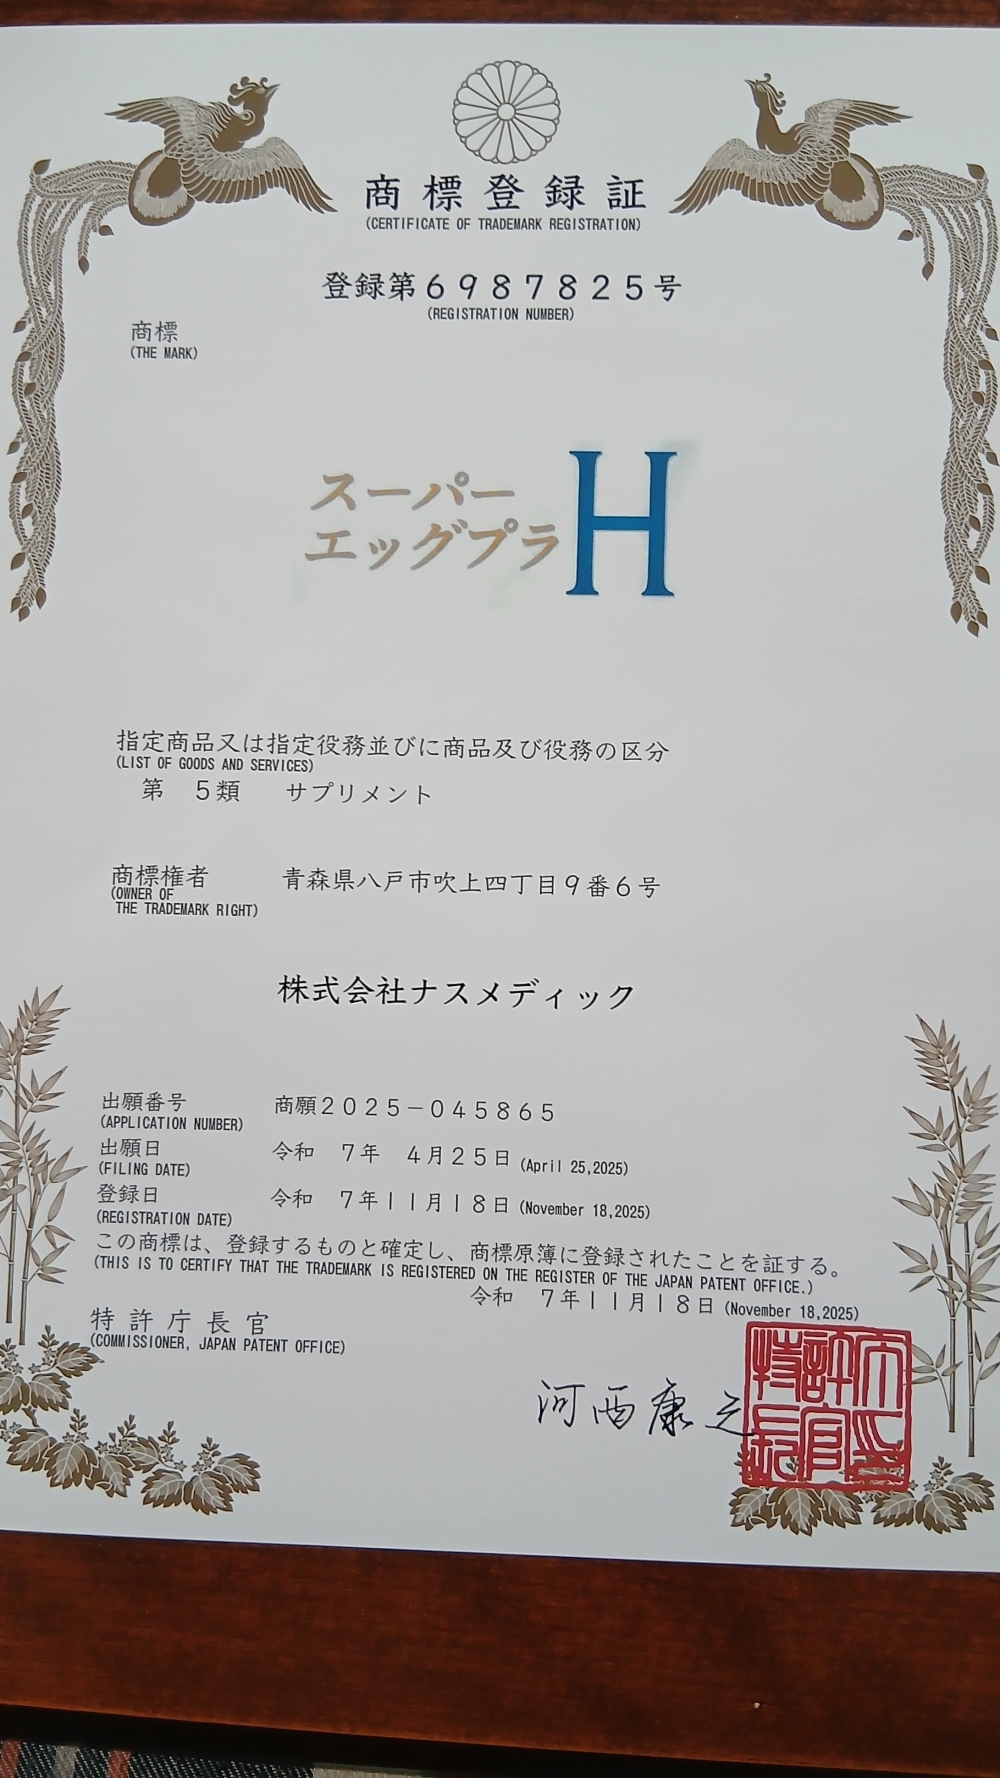 商標登録証
(CERTIFICATE OF TRADEMARK REGISTRATION)
登録第6987825号
(REGISTRATION NUMBER)
商標
(THE MARK)
スーパー
エッグプラ H
指定商品又は指定役務並びに商品及び役務の区分
(LIST OF GOODS AND SERVICES)
第 5類 サプリメント
商標権者 青森県八戸市吹上四丁目9番6号
(OWNER OF
THE TRADEMARK RIGHT)
株式会社ナスメディック
出願番号 商願2025-045865
(APPLICATION NUMBER)
出願日 令和 7年 4月25日(April 25,2025)
(FILING DATE)
登録日 令和 7年11月18日(November 18,2025)
(REGISTRATION DATE)
この商標は、登録するものと確定し、商標原簿に登録されたことを証する。
(THIS IS TO CERTIFY THAT THE TRADEMARK IS REGISTERED ON THE REGISTER OF THE JAPAN PATENT OFFICE.)
令和 7年11月18日(November 18,2025)
特許庁長官
(COMMISSIONER, JAPAN PATENT OFFICE)
河西康之